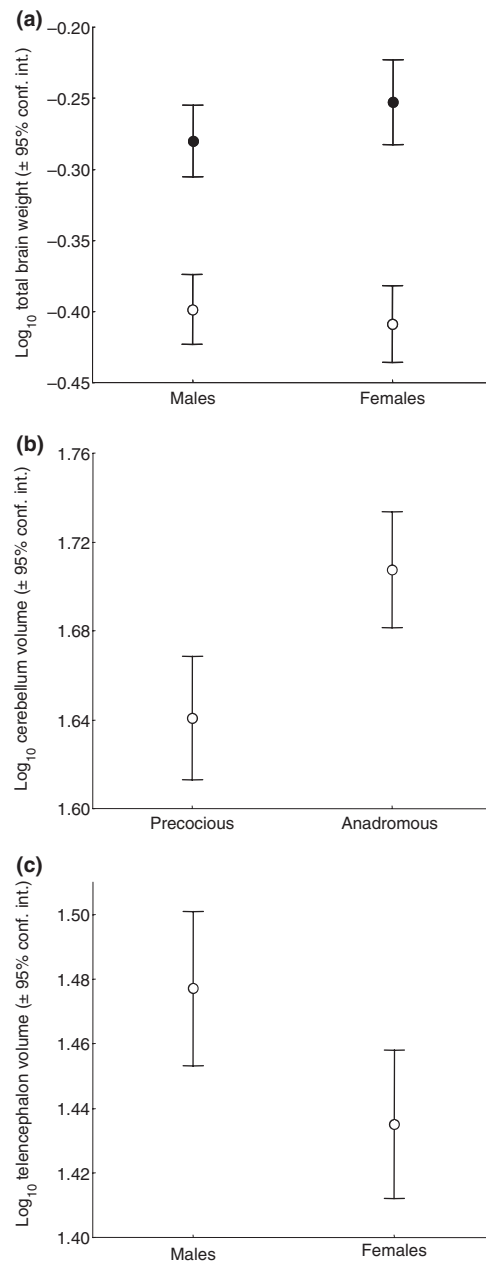 (a)
Log10 total brain weight (± 95% conf. int.)
–0.20
–0.25
–0.30
–0.35
–0.40
–0.45
Males Females
(b)
Log10 cerebellum volume (± 95% conf. int.)
1.76
1.72
1.68
1.64
1.60
Precocious Anadromous
(c)
Log10 telencephalon volume (± 95% conf. int.)
1.50
1.48
1.46
1.44
1.42
1.40
Males Females